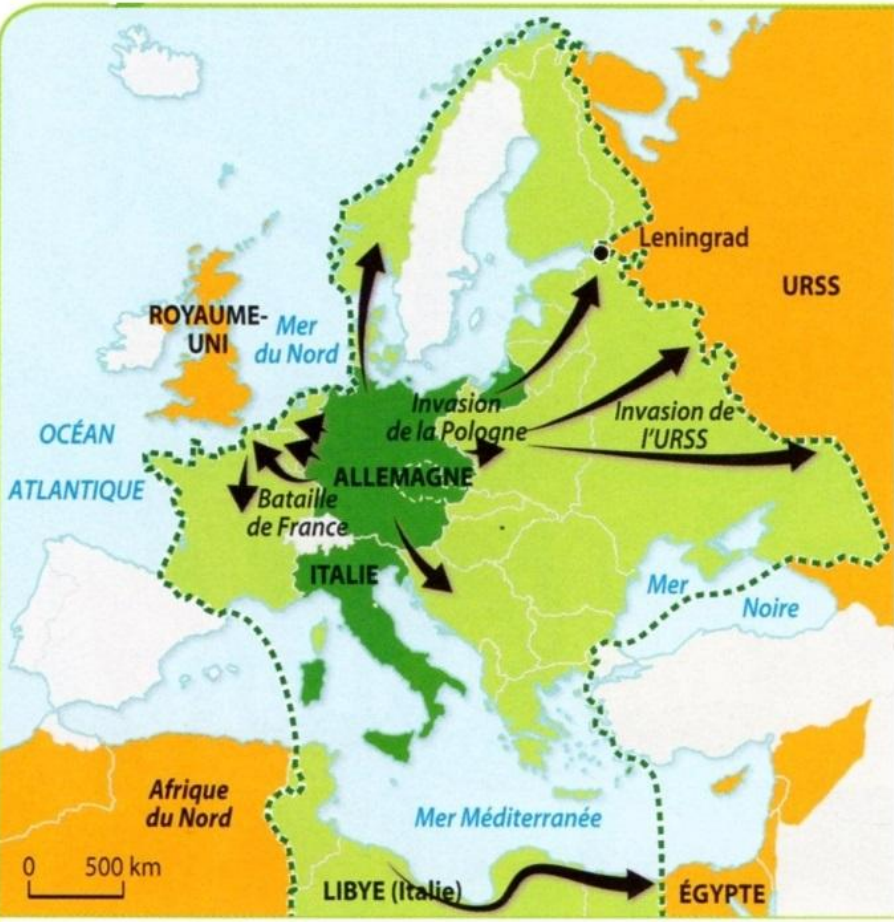 Leningrad
URSS
ROYAUME-
UNI
Mer
du Nord
OCÉAN
ATLANTIQUE
Invasion
de la Pologne
Invasion de
l'URSS
ALLEMAGNE
Bataille
de France
ITALIE
Mer
Noire
Afrique
du Nord
Mer Méditerranée
0 500 km
LIBYE (Italie)
ÉGYPTE